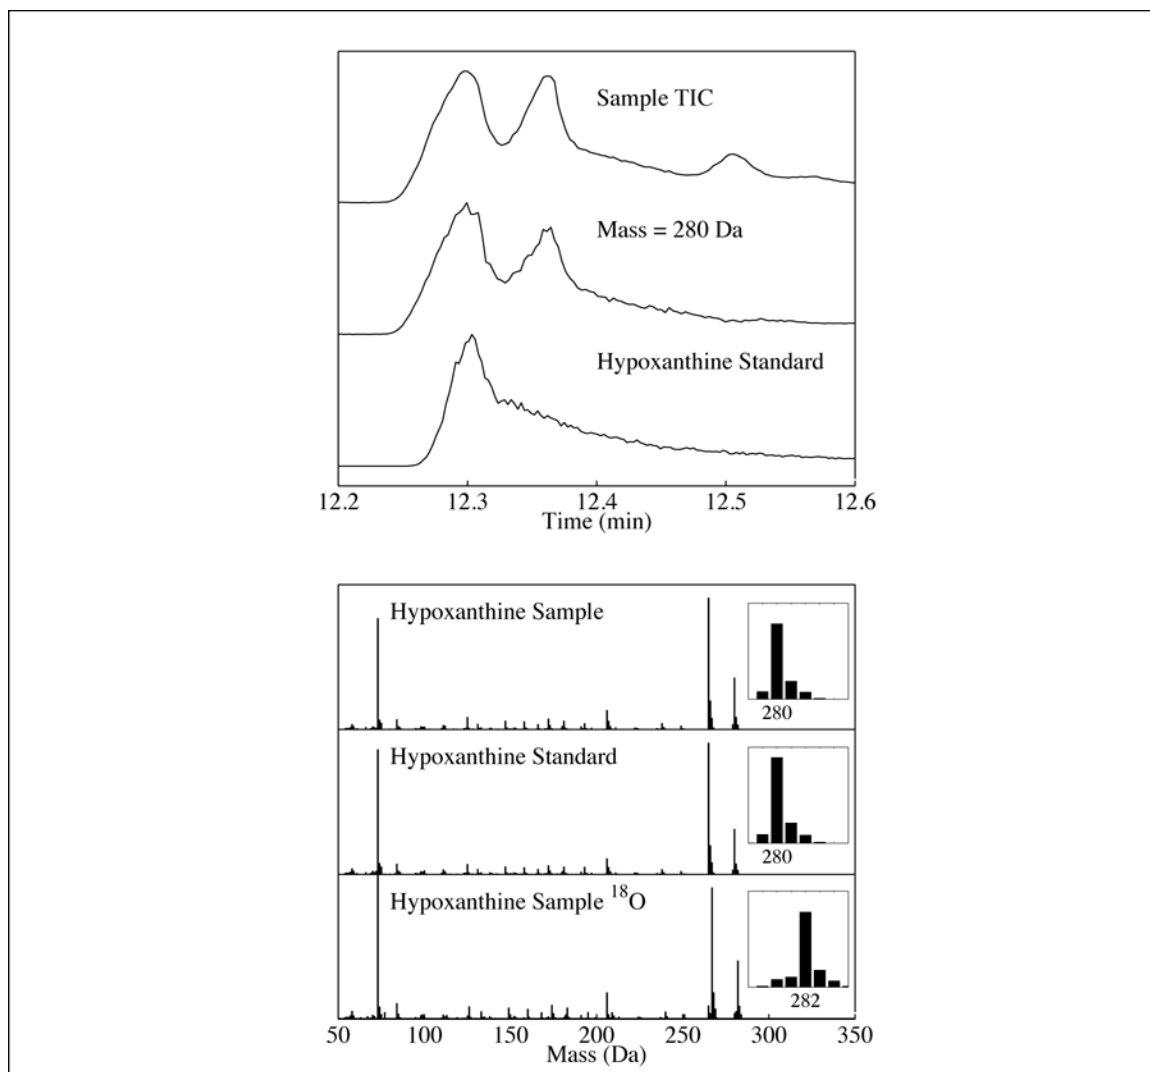 Sample TIC
Mass = 280 Da
Hypoxanthine Standard
12.2 12.3 12.4 12.5 12.6
Time (min)
Hypoxanthine Sample
280
Hypoxanthine Standard
280
Hypoxanthine Sample ¹⁸O
282
50 100 150 200 250 300 350
Mass (Da)